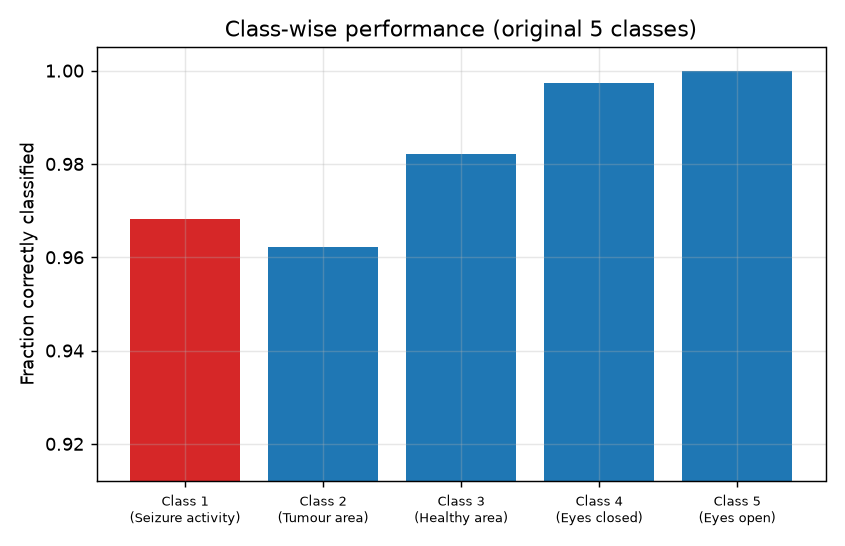 Class-wise performance (original 5 classes)
Fraction correctly classified
1.00
0.98
0.96
0.94
0.92
Class 1
(Seizure activity)
Class 2
(Tumour area)
Class 3
(Healthy area)
Class 4
(Eyes closed)
Class 5
(Eyes open)